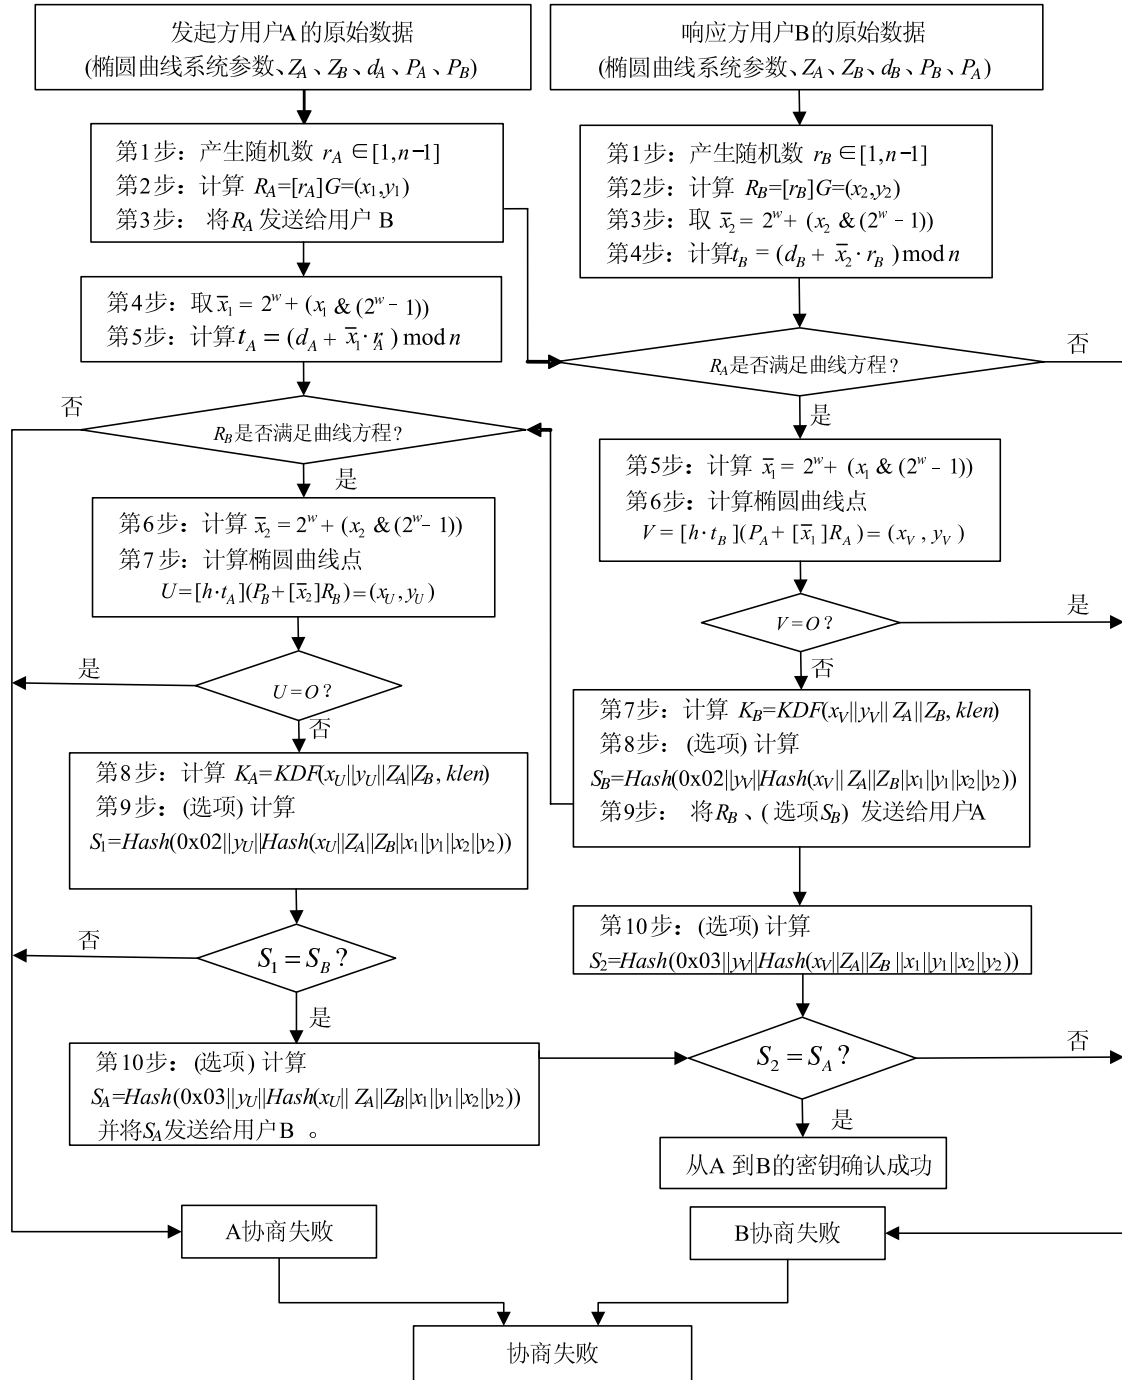 发起方用户A的原始数据
(椭圆曲线系统参数、Z_A、Z_B、d_A、P_A、P_B)
第1步：产生随机数 r_A∈[1,n-1]
第2步：计算 R_A=[r_A]G=(x_1,y_1)
第3步： 将R_A发送给用户B
第4步：取 x̄_1 = 2^w + (x_1 & (2^w - 1))
第5步：计算t_A = (d_A + x̄_1·r_A) mod n
否
R_B是否满足曲线方程？
是
第6步：计算 x̄_2 = 2^w + (x_2 & (2^w-1))
第7步：计算椭圆曲线点
U=[h·t_A](P_B+[x̄_2]R_B)=(x_U, y_U)
是
U=O？
否
第8步：计算 K_A=KDF(x_U||y_U||Z_A||Z_B, klen)
第9步：(选项) 计算
S_1=Hash(0x02||y_U||Hash(x_U||Z_A||Z_B||x_1||y_1||x_2||y_2))
否
S_1 = S_B？
是
第10步：(选项) 计算
S_A=Hash(0x03||y_U||Hash(x_U|| Z_A||Z_B||x_1||y_1||x_2||y_2))
并将S_A发送给用户B 。
A协商失败
响应方用户B的原始数据
(椭圆曲线系统参数、Z_A、Z_B、d_B、P_B、P_A)
第1步：产生随机数 r_B∈[1,n-1]
第2步：计算 R_B=[r_B]G=(x_2,y_2)
第3步：取 x̄_2 = 2^w + (x_2 & (2^w - 1))
第4步：计算t_B = (d_B + x̄_2·r_B) mod n
R_A是否满足曲线方程？
否
是
第5步：计算 x̄_1 = 2^w + (x_1 & (2^w - 1))
第6步：计算椭圆曲线点
V = [h·t_B](P_A + [x̄_1]R_A) = (x_V, y_V)
V=O？
是
否
第7步：计算 K_B=KDF(x_V||y_V|| Z_A||Z_B, klen)
第8步：(选项) 计算
S_B=Hash(0x02||y_V||Hash(x_V|| Z_A||Z_B||x_1||y_1||x_2||y_2))
第9步： 将R_B、(选项S_B) 发送给用户A
第10步：(选项) 计算
S_2=Hash(0x03||y_V||Hash(x_V||Z_A||Z_B||x_1||y_1||x_2||y_2))
S_2 = S_A？
否
是
从A 到B的密钥确认成功
B协商失败
协商失败